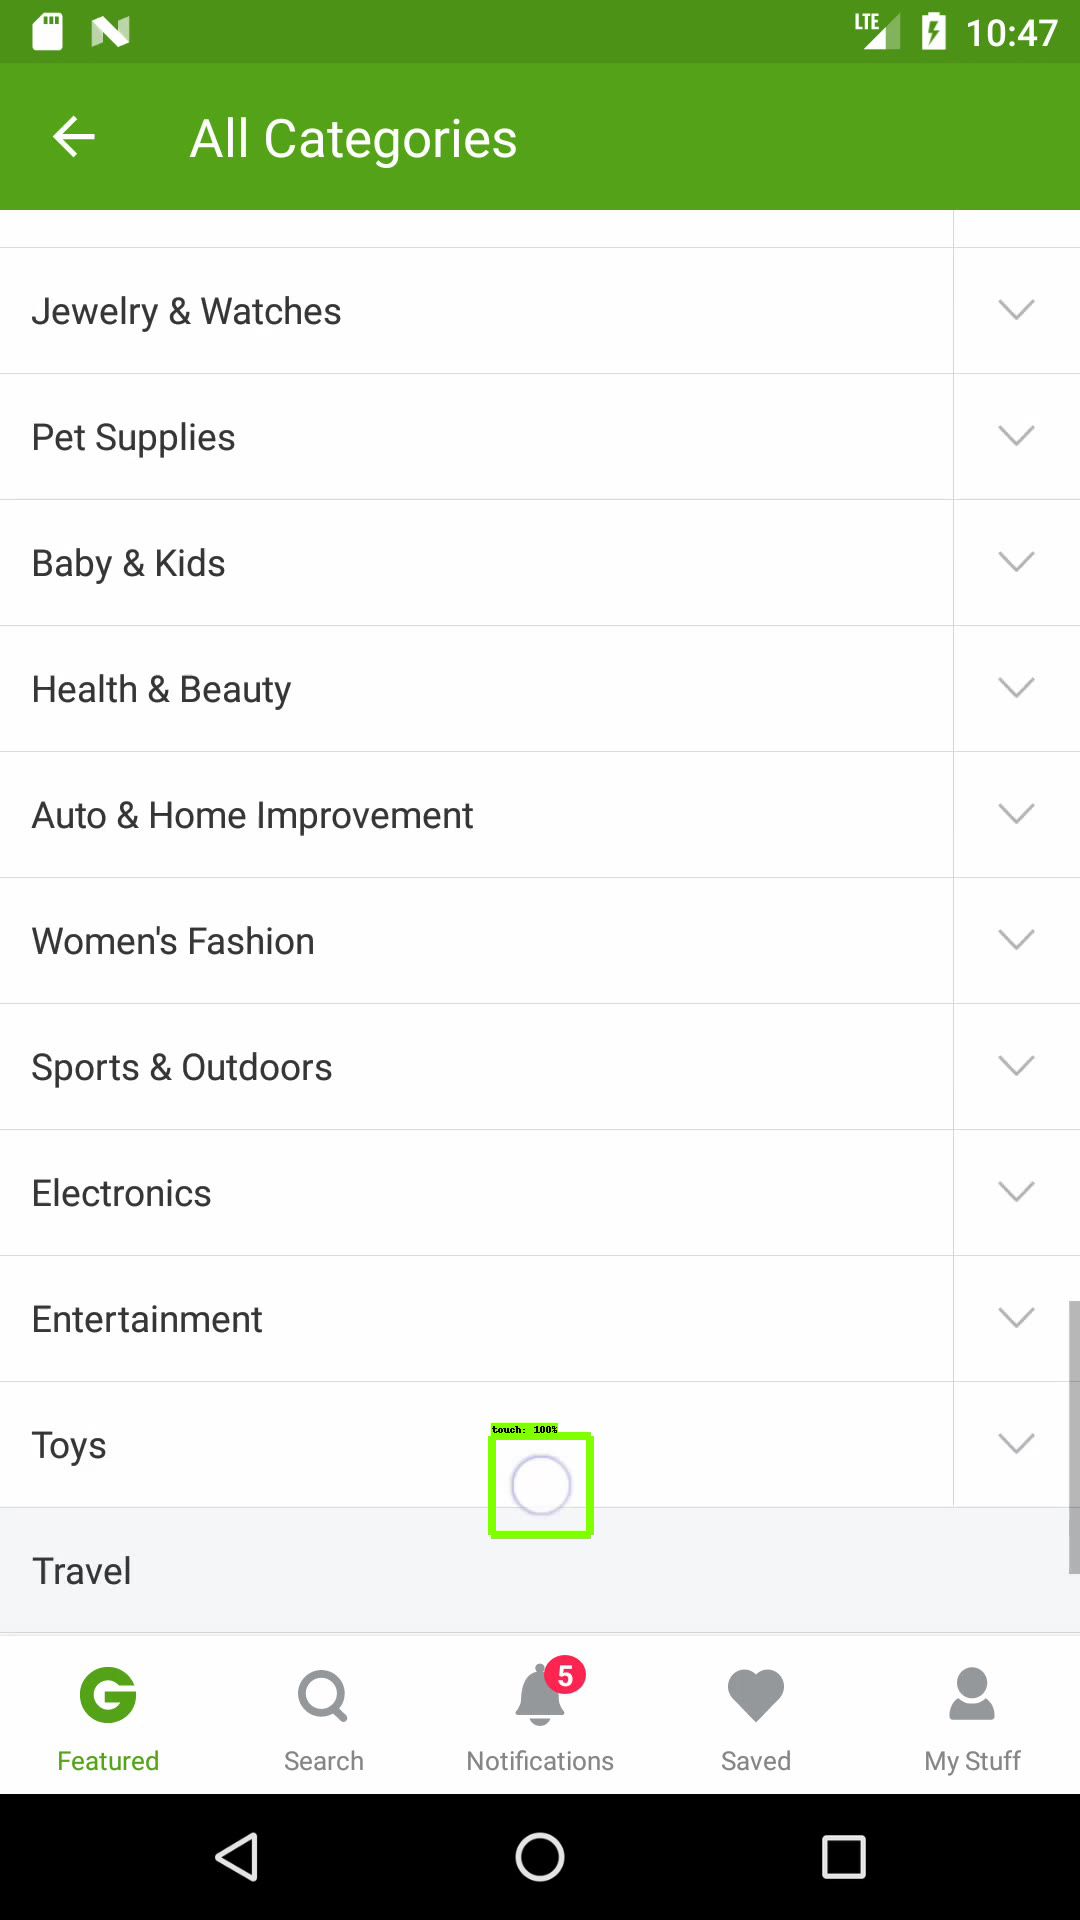 LTE 10:47
All Categories
Jewelry & Watches
Pet Supplies
Baby & Kids
Health & Beauty
Auto & Home Improvement
Women's Fashion
Sports & Outdoors
Electronics
Entertainment
touch: 100%
Toys
Travel
5
Featured Search Notifications Saved My Stuff